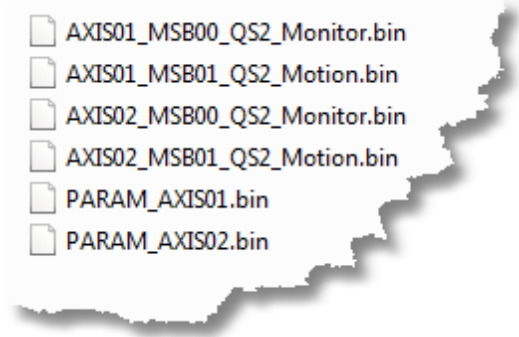 AXIS01_MSB00_QS2_Monitor.bin
AXIS01_MSB01_QS2_Motion.bin
AXIS02_MSB00_QS2_Monitor.bin
AXIS02_MSB01_QS2_Motion.bin
PARAM_AXIS01.bin
PARAM_AXIS02.bin